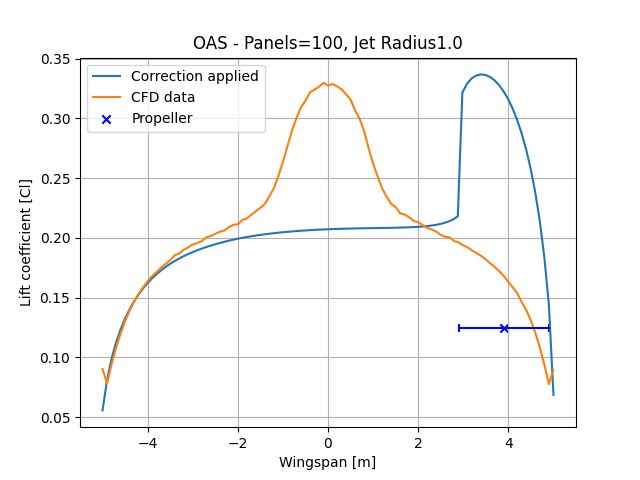 OAS - Panels=100, Jet Radius1.0
Correction applied
CFD data
Propeller
Lift coefficient [Cl]
0.35
0.30
0.25
0.20
0.15
0.10
0.05
−4 −2 0 2 4
Wingspan [m]